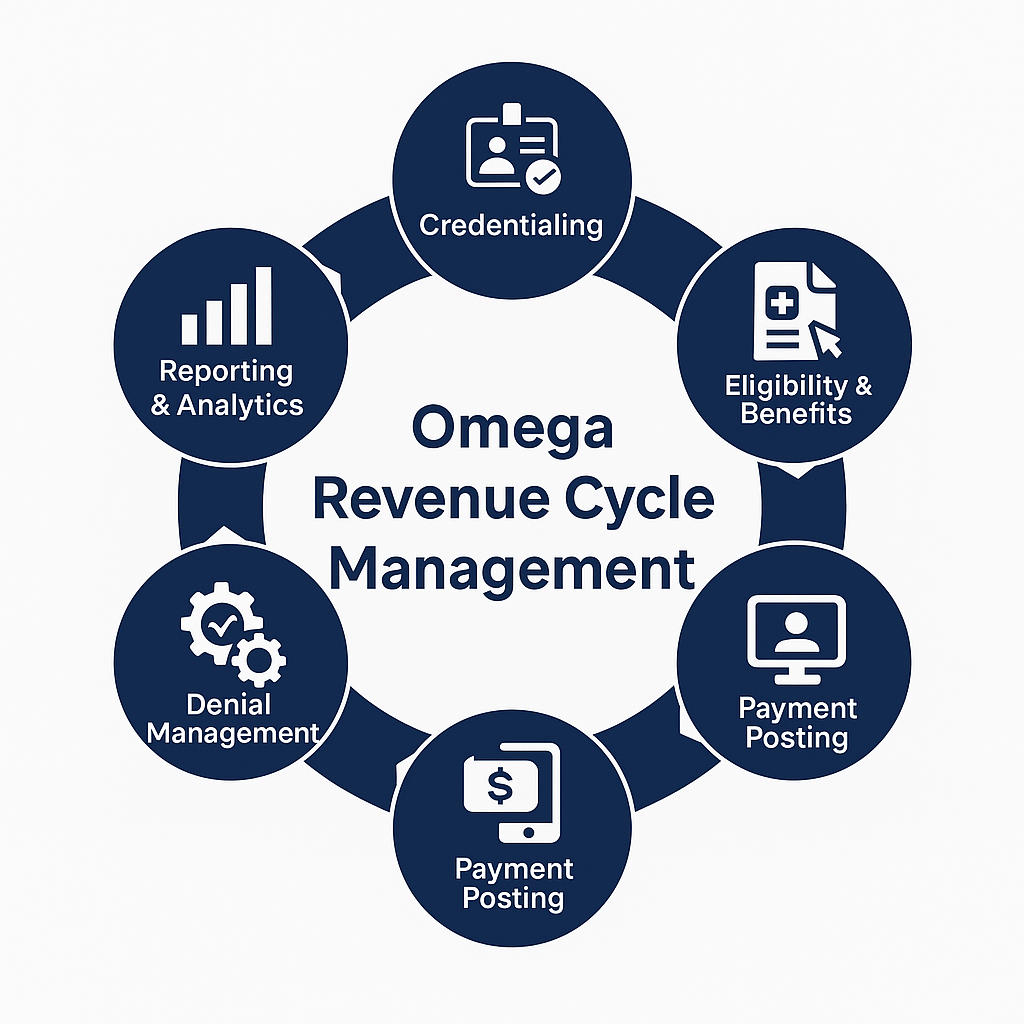 Credentialing
Eligibility &
Benefits
Payment
Posting
$
Payment
Posting
Denial
Management
Reporting
& Analytics
Omega
Revenue Cycle
Management